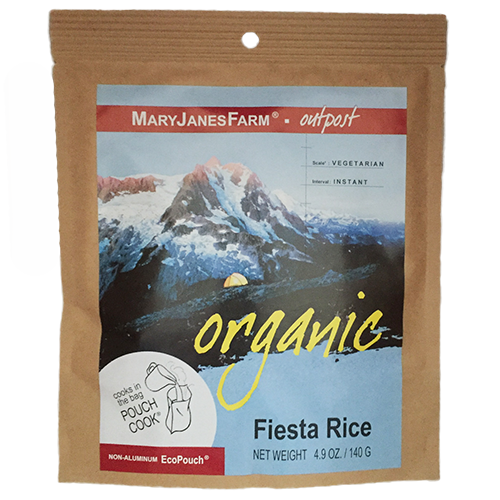 MARYJANESFARM® • outpost
Scale¹: VEGETARIAN
Interval: INSTANT
organic
cooks in
the bag
POUCH
COOK®
Fiesta Rice
NET WEIGHT 4.9 OZ. / 140 G
NON-ALUMINUM EcoPouch®